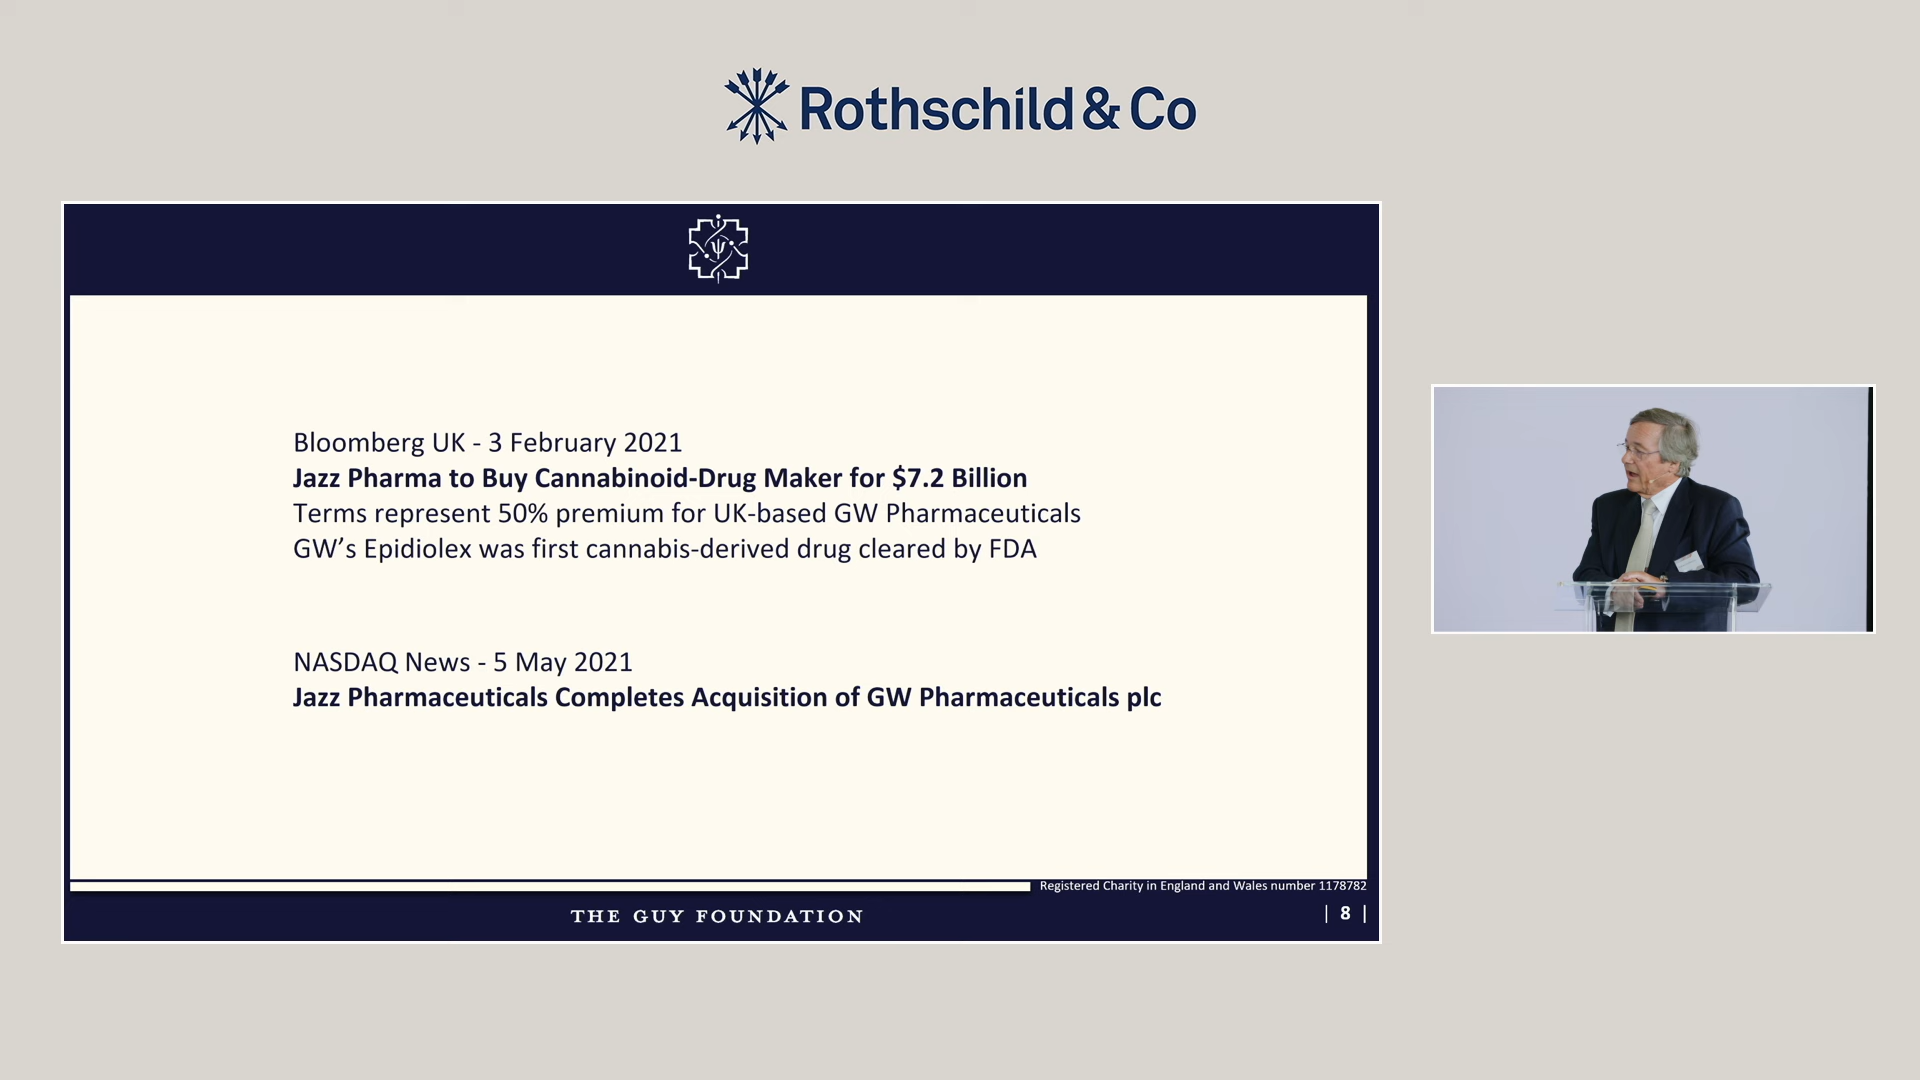 Rothschild & Co
Bloomberg UK - 3 February 2021
Jazz Pharma to Buy Cannabinoid-Drug Maker for $7.2 Billion
Terms represent 50% premium for UK-based GW Pharmaceuticals
GW’s Epidiolex was first cannabis-derived drug cleared by FDA
NASDAQ News - 5 May 2021
Jazz Pharmaceuticals Completes Acquisition of GW Pharmaceuticals plc
Registered Charity in England and Wales number 1178782
THE GUY FOUNDATION
| 8 |